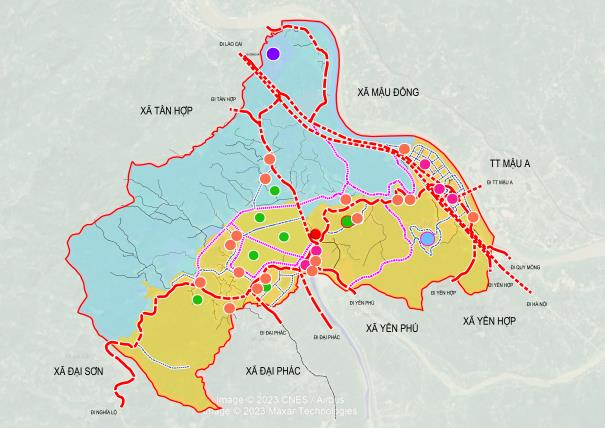 ĐI LÀO CAI
XÃ MẬU ĐÔNG
ĐI TÂN HỢP
XÃ TÂN HỢP
TT MẬU A
ĐI TT MẬU A
ĐI QUY MÔNG
ĐI YÊN HỢP
ĐI YÊN HỢP
ĐI HÀ NỘI
ĐI YÊN PHÚ
XÃ YÊN HỢP
XÃ YÊN PHÚ
ĐI ĐẠI PHÁC
ĐI ĐẠI PHÁC
XÃ ĐẠI SƠN
XÃ ĐẠI PHÁC
ĐI NGHĨA LỘ
Image © 2023 CNES / Airbus
Image © 2023 Maxar Technologies